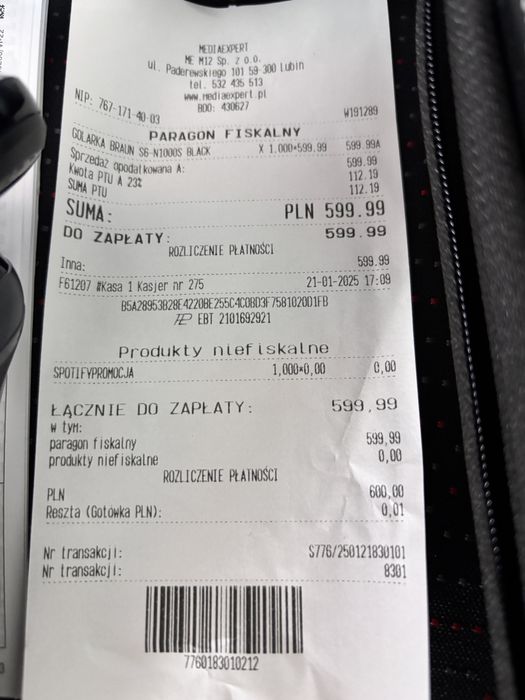 MEDIAEXPERT
ME M12 Sp. z o.o.
ul. Paderewskiego 101 59-300 Lubin
tel. 532 435 513
www.mediaexpert.pl
NIP: 767-171-40-03 BDO: 430627 W191289
PARAGON FISKALNY
GOLARKA BRAUN S6-N1000S BLACK X 1.000*599,99 599.99A
Sprzedaż opodatkowana A: 599.99
Kwota PTU A 23% 112.19
SUMA PTU 112.19
SUMA: PLN 599.99
DO ZAPŁATY: 599.99
ROZLICZENIE PŁATNOŚCI
Inna: 599.99
F61207 #Kasa 1 Kasjer nr 275 21-01-2025 17:09
B5A28953B28E4220BE255C4C0BD3F7581020D1FB
EBT 2101692921
Produkty niefiskalne
SPOTIFYPROMOCJA 1,000*0,00 0,00
ŁĄCZNIE DO ZAPŁATY: 599,99
w tym:
paragon fiskalny 599,99
produkty niefiskalne 0,00
ROZLICZENIE PŁATNOŚCI
PLN 600,00
Reszta (Gotówka PLN): 0,01
Nr transakcji: S776/250121830101
Nr transakcji: 8301
7760183010212